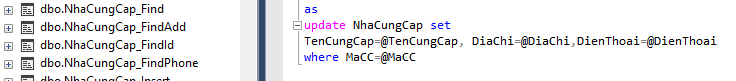 dbo.NhaCungCap_Find
dbo.NhaCungCap_FindAdd
dbo.NhaCungCap_FindId
dbo.NhaCungCap_FindPhone
dbo.NhaCungCap_Insert
as
update NhaCungCap set
TenCungCap=@TenCungCap, DiaChi=@DiaChi,DienThoai=@DienThoai
where MaCC=@MaCC